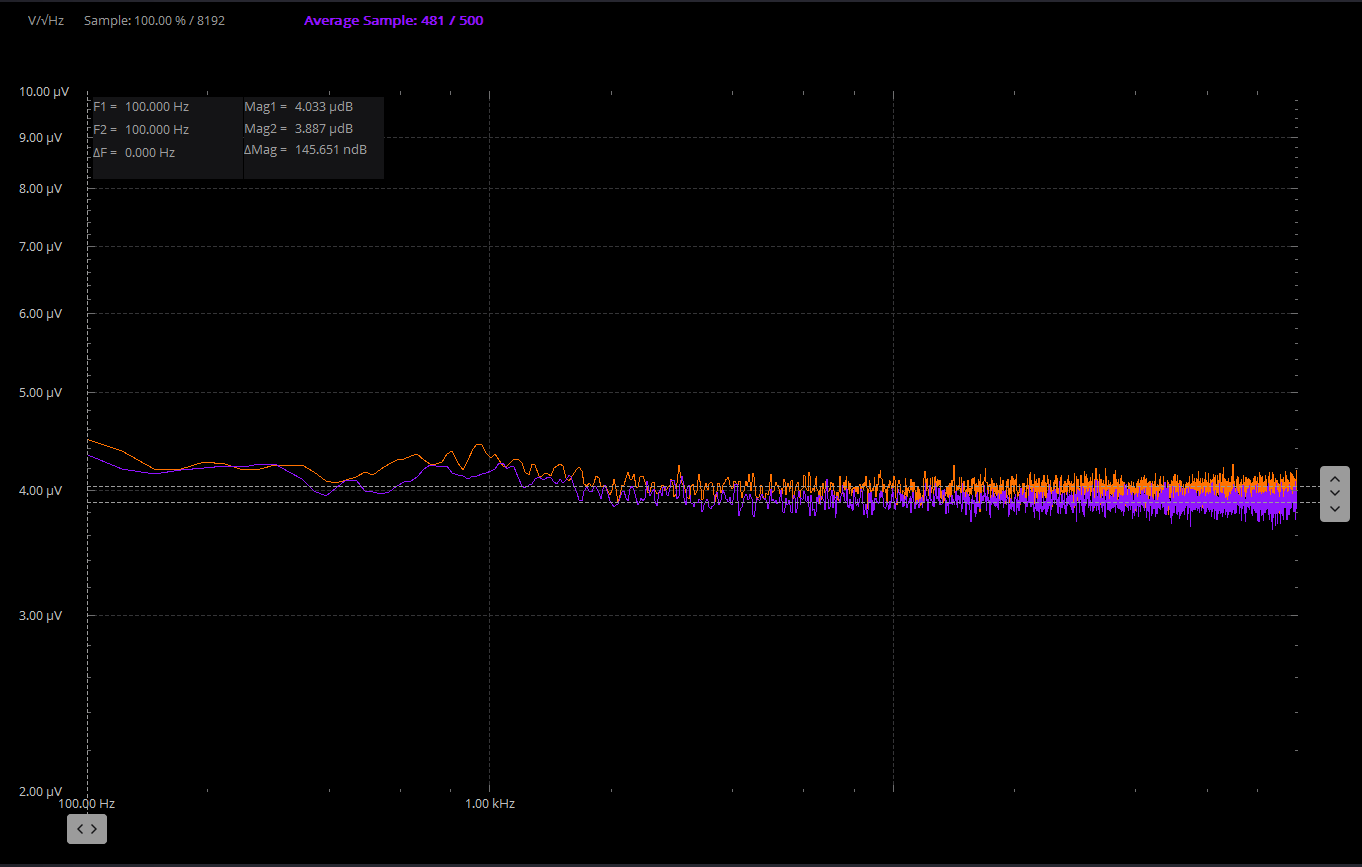 V/√Hz Sample: 100.00 % / 8192 Average Sample: 481 / 500
10.00 µV
F1 = 100.000 Hz Mag1 = 4.033 µdB
F2 = 100.000 Hz Mag2 = 3.887 µdB
ΔF = 0.000 Hz ΔMag = 145.651 ndB
9.00 µV
8.00 µV
7.00 µV
6.00 µV
5.00 µV
4.00 µV
3.00 µV
2.00 µV
100.00 Hz 1.00 kHz